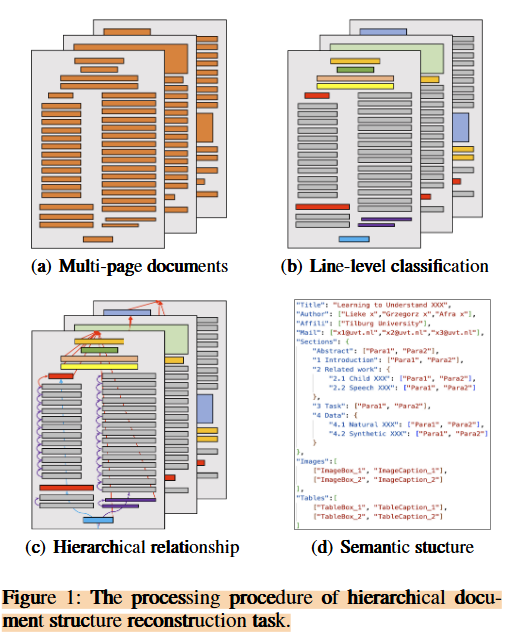 (a) Multi-page documents
(b) Line-level classification
(c) Hierarchical relationship
"Title": "Learning to Understand XXX",
"Author": ["Lieke x","Grzegorz x","Afra x"],
"Affili": ["Tilburg University"],
"Mail": ["x1@uvt.nl","x2@uvt.nl","x3@uvt.nl"],
"Sections": {
"Abstract": ["Para1", "Para2"],
"1 Introduction": ["Para1", "Para2"],
"2 Related work": {
"2.1 Child XXX": ["Para1", "Para2"],
"2.2 Speech XXX": ["Para1", "Para2"]
},
"3 Task": ["Para1", "Para2"],
"4 Data": {
"4.1 Natural XXX": ["Para1", "Para2"],
"4.2 Synthetic XXX": ["Para1", "Para2"]
}
},
"Images":[
["ImageBox_1", "ImageCaption_1"],
["ImageBox_2", "ImageCaption_2"]
],
"Tables":[
["TableBox_1", "TableCaption_1"],
["TableBox_2", "TableCaption_2"]
]
(d) Semantic stucture
Figure 1: The processing procedure of hierarchical docu-
ment structure reconstruction task.